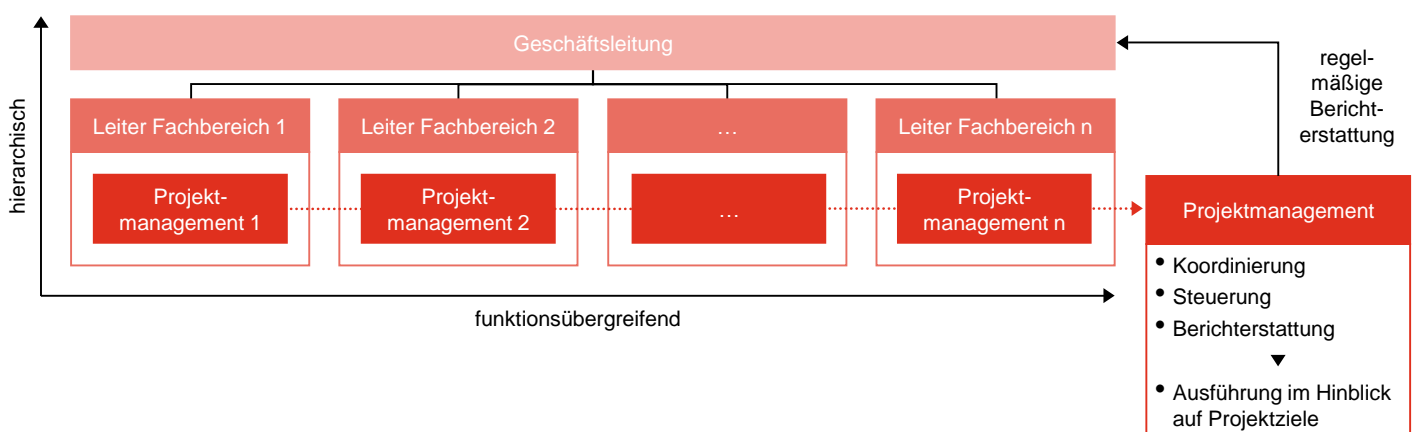 Geschäftsleitung
regel-
mäßige
Bericht-
erstattung
hierarchisch
Leiter Fachbereich 1
Leiter Fachbereich 2
…
Leiter Fachbereich n
Projekt-
management 1
Projekt-
management 2
…
Projekt-
management n
funktionsübergreifend
Projektmanagement
• Koordinierung
• Steuerung
• Berichterstattung
• Ausführung im Hinblick
auf Projektziele